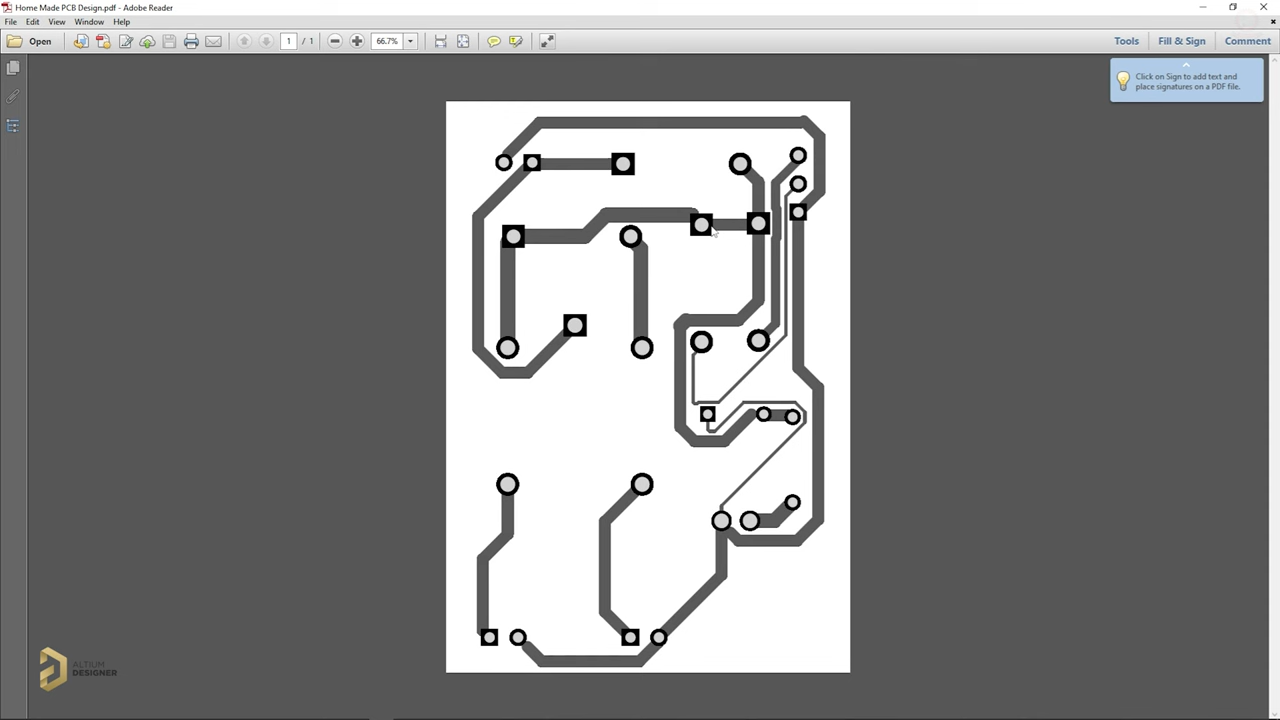 Home Made PCB Design.pdf - Adobe Reader
File Edit View Window Help
Open 1 / 1 66.7% Tools Fill & Sign Comment
Click on Sign to add text and
place signatures on a PDF file.
ALTIUM
DESIGNER